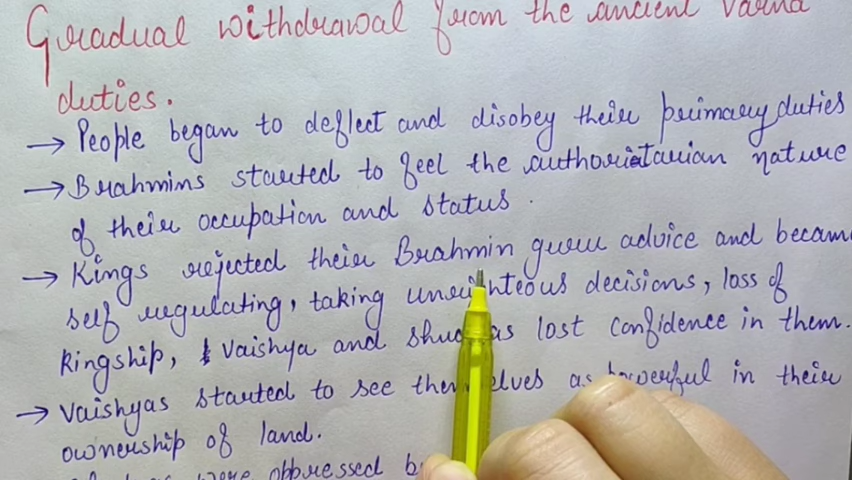 Gradual withdrawal from the ancient Varna
duties.
→ People began to deflect and disobey their primary duties
→ Brahmins started to feel the authoritarian nature
of their occupation and status.
→ Kings rejected their Brahmin guru advice and becam
self regulating, taking unrighteous decisions, loss of
kingship, Vaishya and shudras lost confidence in them.
→ Vaishyas started to see themselves as powerful in their
ownership of land.
were oppressed